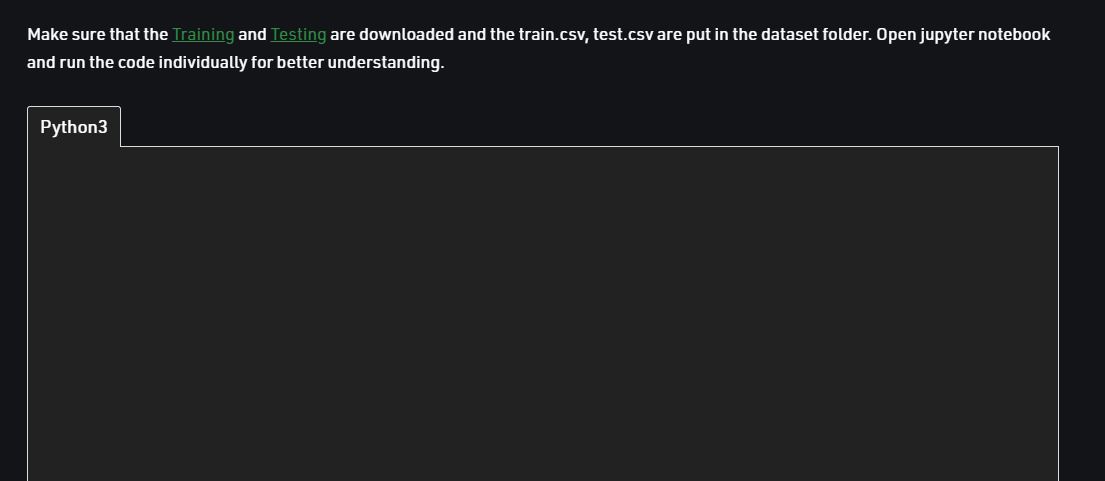 Make sure that the Training and Testing are downloaded and the train.csv, test.csv are put in the dataset folder. Open jupyter notebook
and run the code individually for better understanding.
Python3